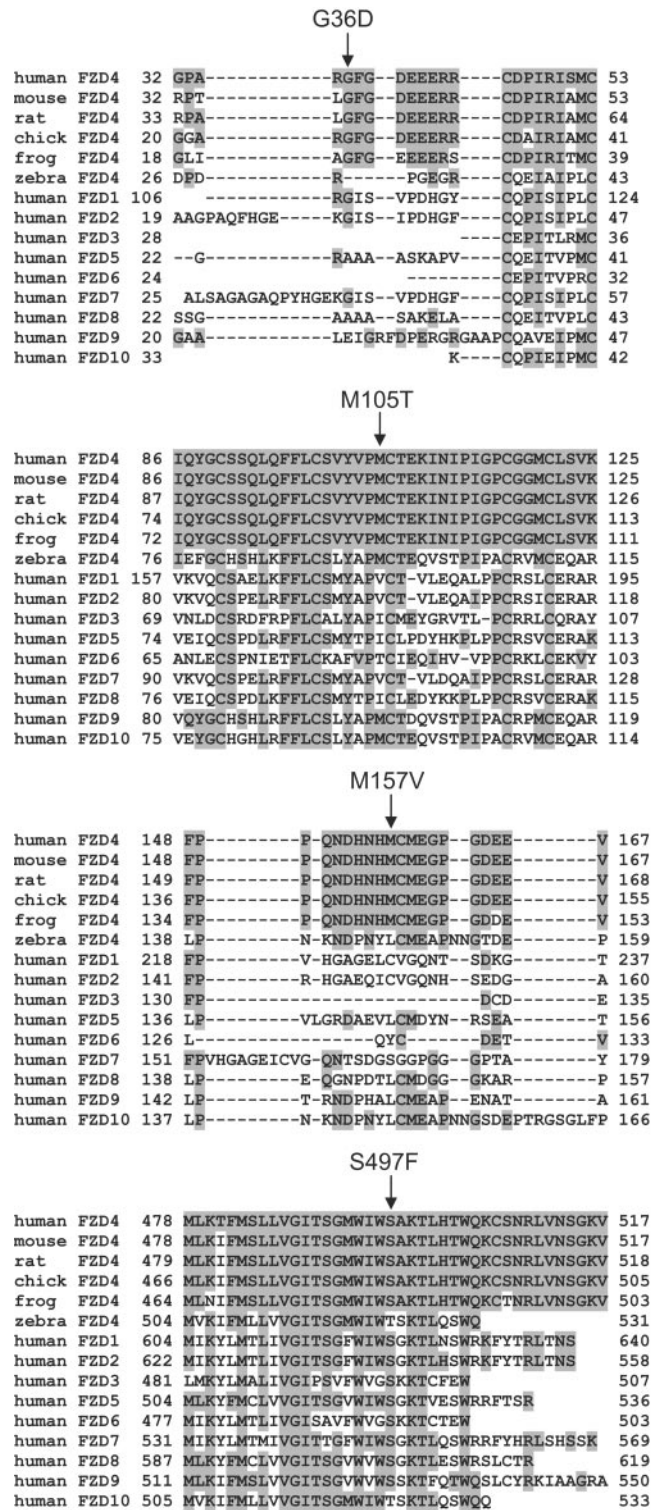 G36D
human FZD4 32 GPA------------RGFG--DEEERR----CDPIRISMC 53
mouse FZD4 32 RPT------------LGFG--DEEERR----CDPIRIAMC 53
rat FZD4 33 RPA------------LGFG--DEEERR----CDPIRIAMC 64
chick FZD4 20 GGA------------RGFG--DEEERR----CDAIRIAMC 41
frog FZD4 18 GLI------------AGFG--EEEERS----CDPIRITMC 39
zebra FZD4 26 DPD------------R------PGEGR----CQEIAIPLC 43
human FZD1 106 ------------RGIS--VPDHGY----CQPISIPLC 124
human FZD2 19 AAGPAQFHGE-----KGIS--IPDHGF----CQPISIPLC 47
human FZD3 28 ----CEPITLRMC 36
human FZD5 22 --G------------RAAA--ASKAPV----CQEITVPMC 41
human FZD6 24 ---------CEPITVPRC 32
human FZD7 25 ALSAGAGAQPYHGEKGIS--VPDHGF----CQPISIPLC 57
human FZD8 22 SSG------------AAAA--SAKELA----CQEITVPLC 43
human FZD9 20 GAA------------LEIGRFDPERGRGAAPCQAVEIPMC 47
human FZD10 33 K----CQPIEIPMC 42
M105T
human FZD4 86 IQYGCSSQLQFFLCSVYVPMCTEKINIPIGPCGGMCLSVK 125
mouse FZD4 86 IQYGCSSQLQFFLCSVYVPMCTEKINIPIGPCGGMCLSVK 125
rat FZD4 87 IQYGCSSQLQFFLCSVYVPMCTEKINIPIGPCGGMCLSVK 126
chick FZD4 74 IQYGCSSQLQFFLCSVYVPMCTEKINIPIGPCGGMCLSVK 113
frog FZD4 72 IQYGCSSQLQFFLCSVYVPMCTEKINIPIGPCGGMCLSVK 111
zebra FZD4 76 IEFGCHSHLKFFLCSLYAPMCTEQVSTPIPACRVMCEQAR 115
human FZD1 157 VKVQCSAELKFFLCSMYAPVCT-VLEQALPPCRSLCERAR 195
human FZD2 80 VKVQCSPELRFFLCSMYAPVCT-VLEQAIPPCRSICERAR 118
human FZD3 69 VNLDCSRDFRPFLCALYAPICMEYGRVTL-PCRRLCQRAY 107
human FZD5 74 VEIQCSPDLRFFLCSMYTPICLPDYHKPLPPCRSVCERAK 113
human FZD6 65 ANLECSPNIETFLCKAFVPTCIEQIHV-VPPCRKLCEKVY 103
human FZD7 90 VKVQCSPELRFFLCSMYAPVCT-VLDQAIPPCRSLCERAR 128
human FZD8 76 VEIQCSPDLKFFLCSMYTPICLEDYKKPLPPCRSVCERAK 115
human FZD9 80 VQYGCHSHLRFFLCSLYAPMCTDQVSTPIPACRPMCEQAR 119
human FZD10 75 VEYGCHGHLRFFLCSLYAPMCTEQVSTPIPACRVMCEQAR 114
M157V
human FZD4 148 FP---------P-QNDHNHMCMEGP--GDEE--------V 167
mouse FZD4 148 FP---------P-QNDHNHMCMEGP--GDEE--------V 167
rat FZD4 149 FP---------P-QNDHNHMCMEGP--GDEE--------V 168
chick FZD4 136 FP---------P-QNDHNHMCMEGP--GDEE--------V 155
frog FZD4 134 FP---------P-QNDHNHMCMEGP--GDDE--------V 153
zebra FZD4 138 LP---------N-KNDPNYLCMEAPNNGTDE--------P 159
human FZD1 218 FP---------V-HGAGELCVGQNT--SDKG--------T 237
human FZD2 141 FP---------R-HGAEQICVGQNH--SEDG--------A 160
human FZD3 130 FP--------------------------DCD--------E 135
human FZD5 136 LP---------VLGRDAEVLCMDYN--RSEA--------T 156
human FZD6 126 L---------------QYC--------DET--------V 133
human FZD7 151 FPVHGAGEICVG-QNTSDGSGGPGG--GPTA--------Y 179
human FZD8 138 LP---------E-QGNPDTLCMDGG--GKAR--------P 157
human FZD9 142 LP---------T-RNDPHALCMEAP--ENAT--------A 161
human FZD10 137 LP---------N-KNDPNYLCMEAPNNGSDEPTRGSGLFP 166
S497F
human FZD4 478 MLKTFMSLLVGITSGMWIWSAKTLHTWQKCSNRLVNSGKV 517
mouse FZD4 478 MLKIFMSLLVGITSGMWIWSAKTLHTWQKCSNRLVNSGKV 517
rat FZD4 479 MLKIFMSLLVGITSGMWIWSAKTLHTWQKCSNRLVNSGKV 518
chick FZD4 466 MLKIFMSLLVGITSGMWIWSAKTLHTWQKCSNRLVNSGKV 505
frog FZD4 464 MLNIFMSLLVGITSGMWIWSAKTLHTWQKCTNRLVNSGKV 503
zebra FZD4 504 MVKIFMLLVVGITSGMWIWTSKTLQSWQ 531
human FZD1 604 MIKYLMTLIVGITSGFWIWSGKTLNSWRKFYTRLTNS 640
human FZD2 622 MIKYLMTLIVGITSGFWIWSGKTLHSWRKFYTRLTNS 558
human FZD3 481 LMKYLMALIVGIPSVFWVGSKKTCFEW 507
human FZD5 504 MLKYFMCLVVGITSGVWIWSGKTVESWRRFTSR 536
human FZD6 477 MIKYLMTLIVGISAVFWVGSKKTCTEW 503
human FZD7 531 MIKYLMTMIVGITTGFWIWSGKTLQSWRRFYHRLSHSSK 569
human FZD8 587 MLKYFMCLVVGITSGVWVWSGKTLESWRSLCTR 619
human FZD9 511 MLKIFMSLVVGITSGVWVWSSKTFQTWQSLCYRKIAAGRA 550
human FZD10 505 MVKIFMLLVVGITSGMWIWTSKTLQSWQQ 533